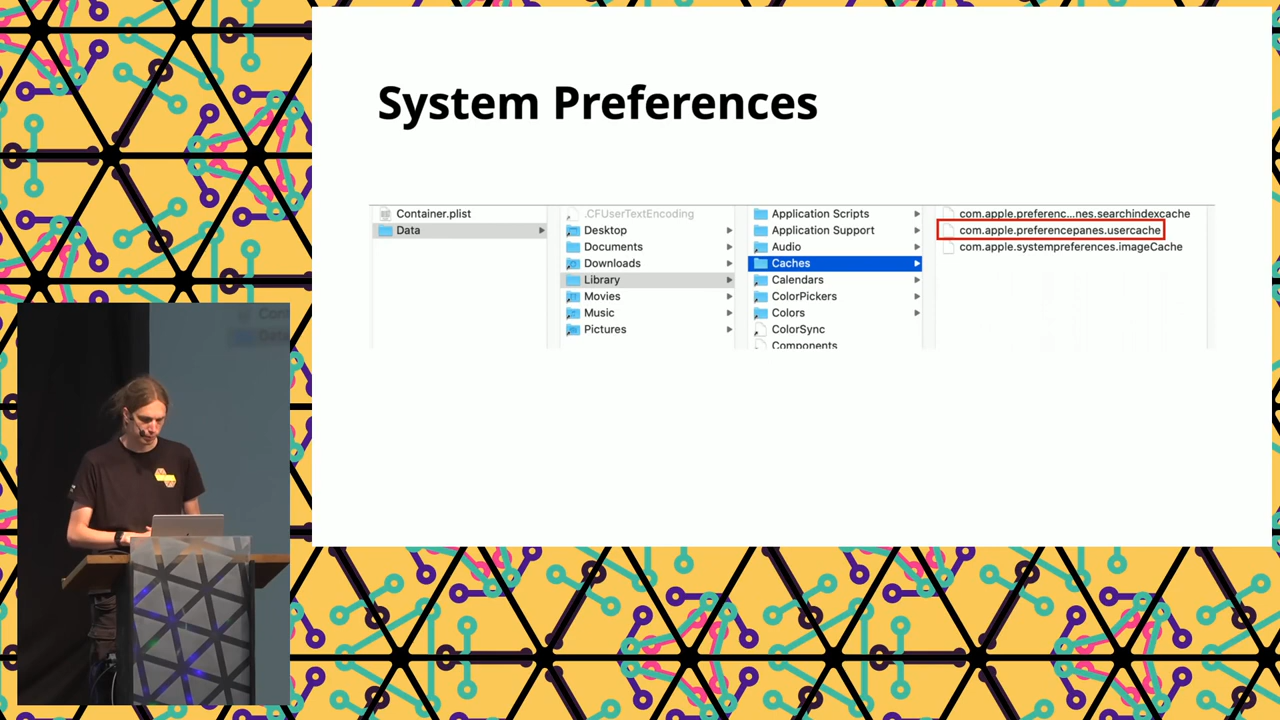 System Preferences
Container.plist
Data
.CFUserTextEncoding
Desktop
Documents
Downloads
Library
Movies
Music
Pictures
Application Scripts
Application Support
Audio
Caches
Calendars
ColorPickers
Colors
ColorSync
Components
com.apple.preferenc...nes.searchindexcache
com.apple.preferencepanes.usercache
com.apple.systempreferences.imageCache